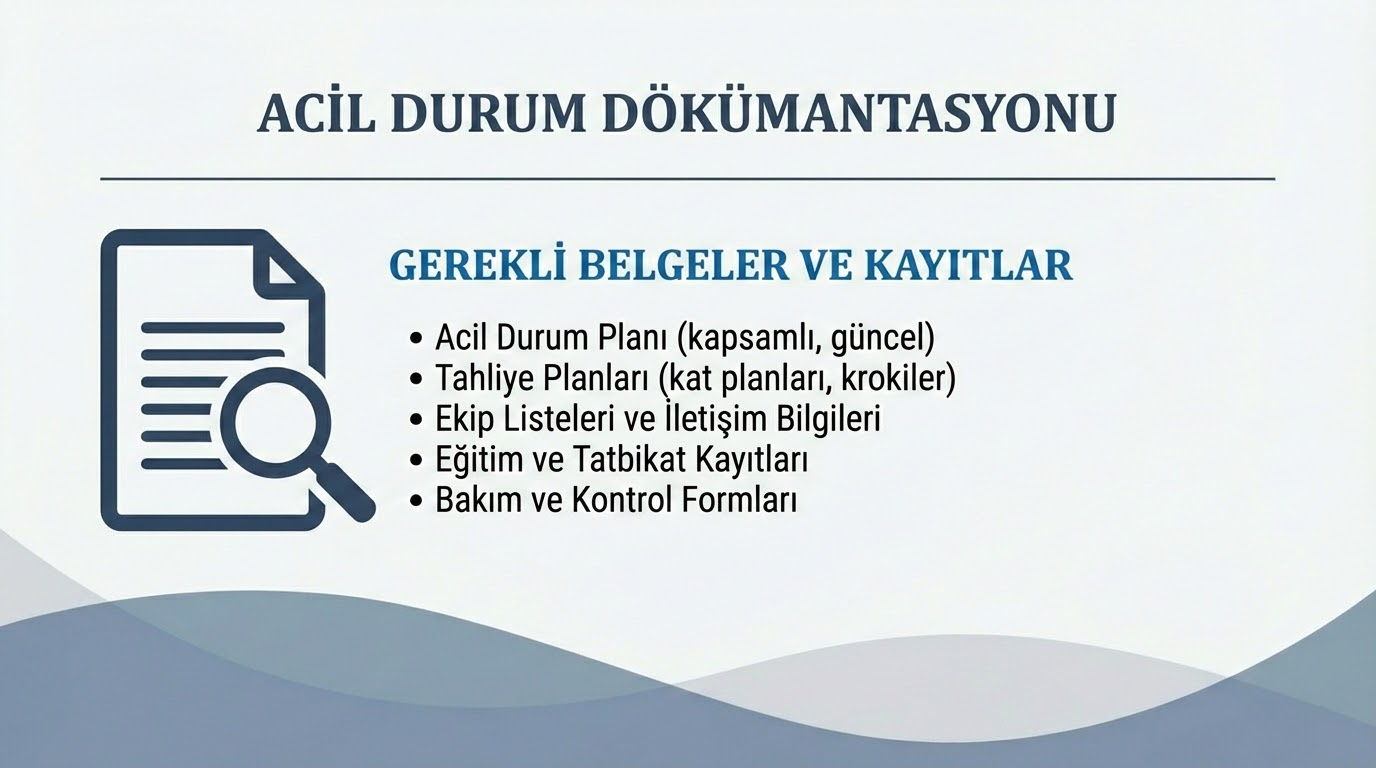 ACİL DURUM DÖKÜMANTASYONU
GEREKLİ BELGELER VE KAYITLAR
• Acil Durum Planı (kapsamlı, güncel)
• Tahliye Planları (kat planları, krokiler)
• Ekip Listeleri ve İletişim Bilgileri
• Eğitim ve Tatbikat Kayıtları
• Bakım ve Kontrol Formları